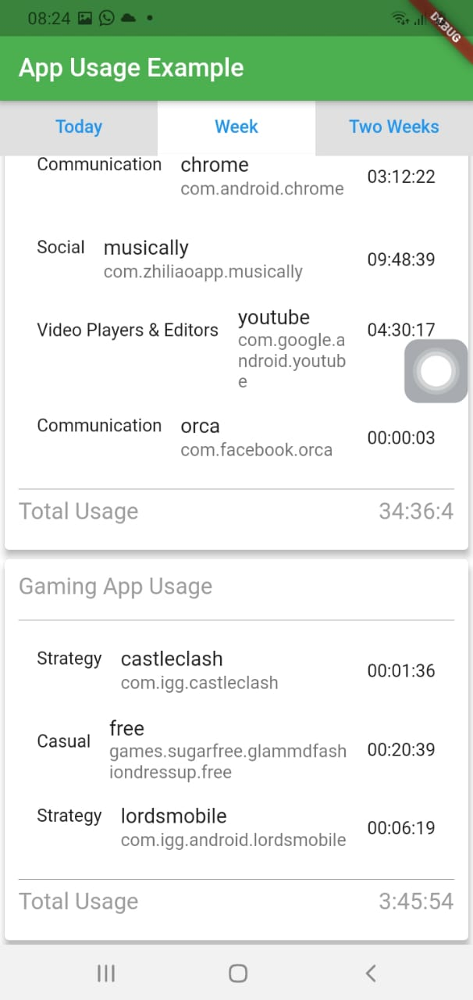 08:24
DEBUG
App Usage Example
Today Week Two Weeks
Communication chrome 03:12:22
com.android.chrome
Social musically 09:48:39
com.zhiliaoapp.musically
Video Players & Editors youtube 04:30:17
com.google.a
ndroid.youtub
e
Communication orca 00:00:03
com.facebook.orca
Total Usage 34:36:4
Gaming App Usage
Strategy castleclash 00:01:36
com.igg.castleclash
Casual free 00:20:39
games.sugarfree.glammdfash
iondressup.free
Strategy lordsmobile 00:06:19
com.igg.android.lordsmobile
Total Usage 3:45:54